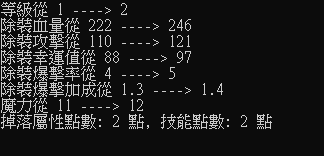 等級從 1 ----> 2
除裝血量從 222 ----> 246
除裝攻擊從 110 ----> 121
除裝幸運值從 88 ----> 97
除裝爆擊率從 4 ----> 5
除裝爆擊加成從 1.3 ----> 1.4
魔力從 11 ----> 12
掉落屬性點數: 2 點, 技能點數: 2 點